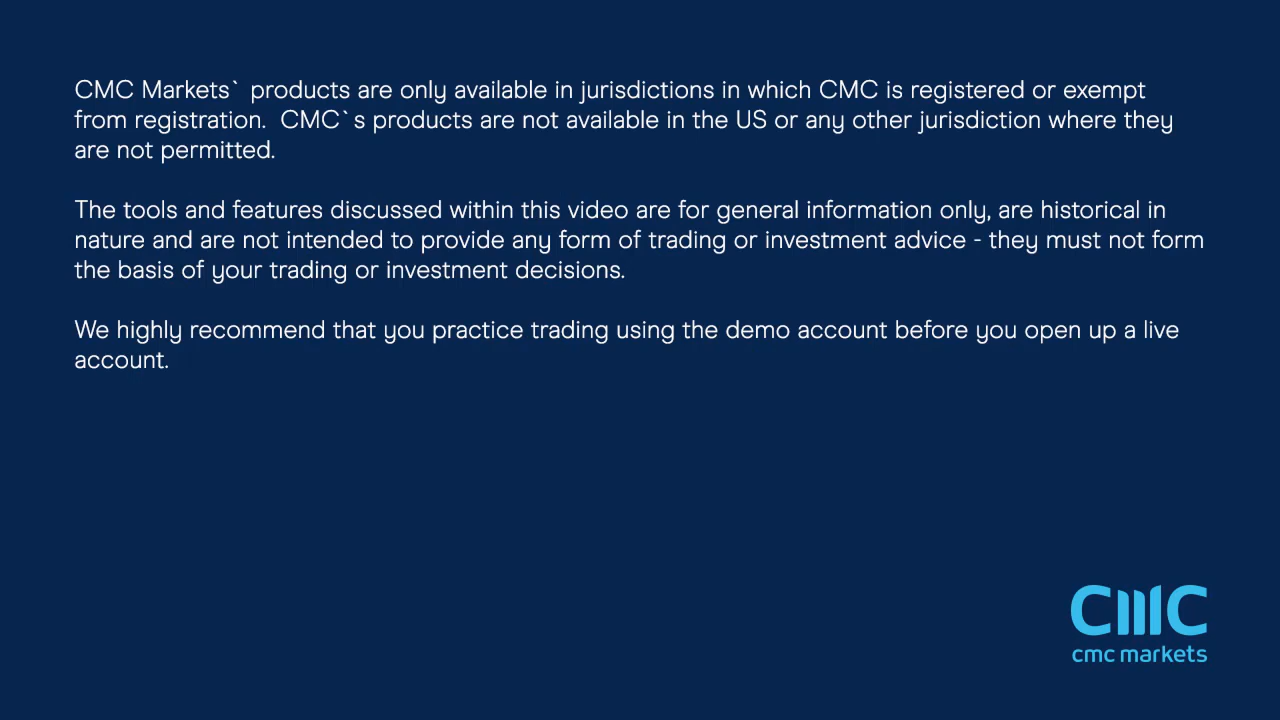 CMC Markets` products are only available in jurisdictions in which CMC is registered or exempt
from registration.  CMC`s products are not available in the US or any other jurisdiction where they
are not permitted.
The tools and features discussed within this video are for general information only, are historical in
nature and are not intended to provide any form of trading or investment advice - they must not form
the basis of your trading or investment decisions.
We highly recommend that you practice trading using the demo account before you open up a live
account.
CMC
cmc markets